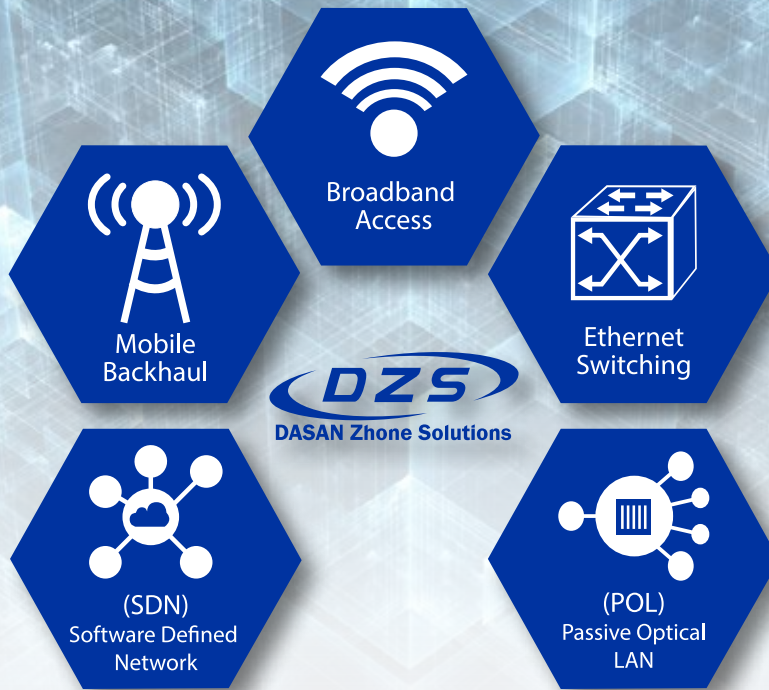 Broadband
Access
Mobile
Backhaul
Ethernet
Switching
DZS
DASAN Zhone Solutions
(SDN)
Software Defined
Network
(POL)
Passive Optical
LAN